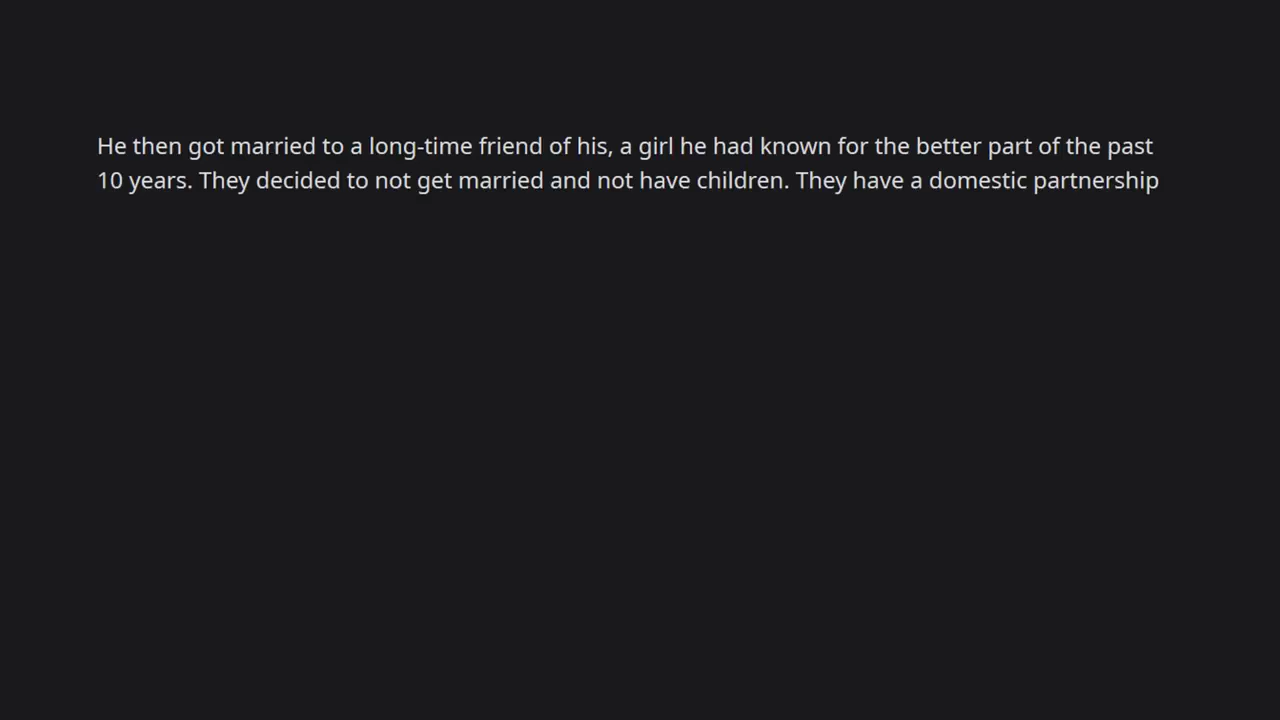 He then got married to a long-time friend of his, a girl he had known for the better part of the past
10 years. They decided to not get married and not have children. They have a domestic partnership